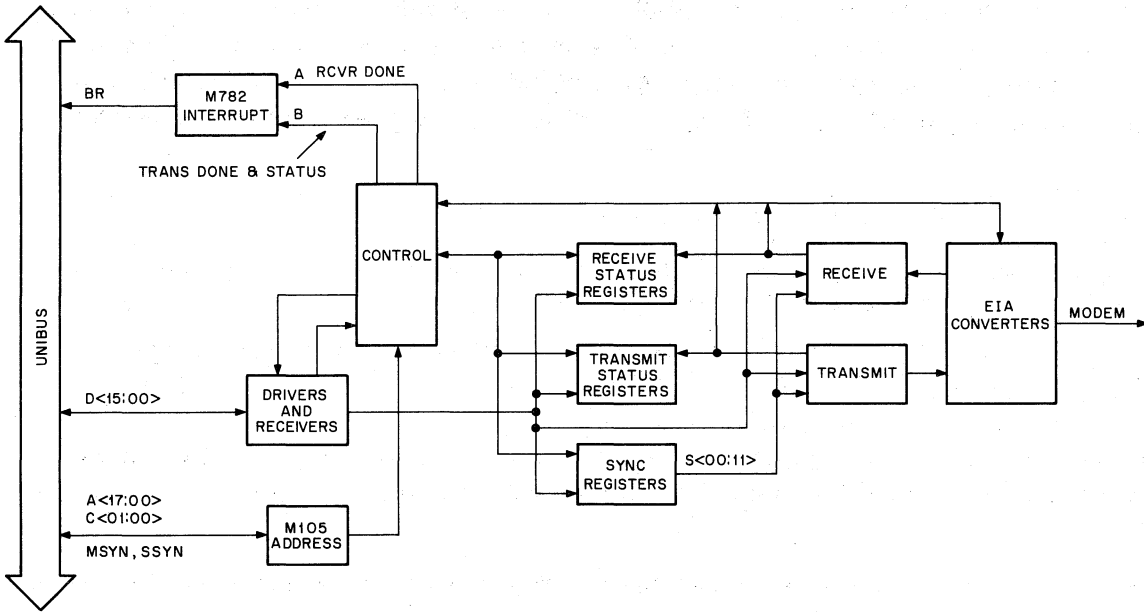 UNIBUS
BR
M782
INTERRUPT
A RCVR DONE
B
TRANS DONE & STATUS
CONTROL
RECEIVE
STATUS
REGISTERS
RECEIVE
EIA
CONVERTERS
MODEM
TRANSMIT
STATUS
REGISTERS
TRANSMIT
D<15:00>
DRIVERS
AND
RECEIVERS
SYNC
REGISTERS
S<00:11>
A<17:00>
C<01:00>
MSYN, SSYN
M105
ADDRESS